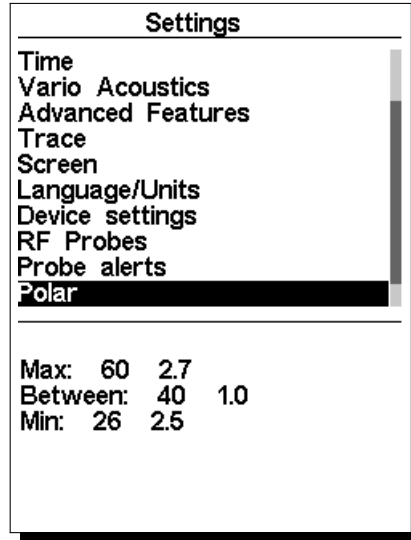 Settings
Time
Vario Acoustics
Advanced Features
Trace
Screen
Language/Units
Device settings
RF Probes
Probe alerts
Polar
Max: 60 2.7
Between: 40 1.0
Min: 26 2.5